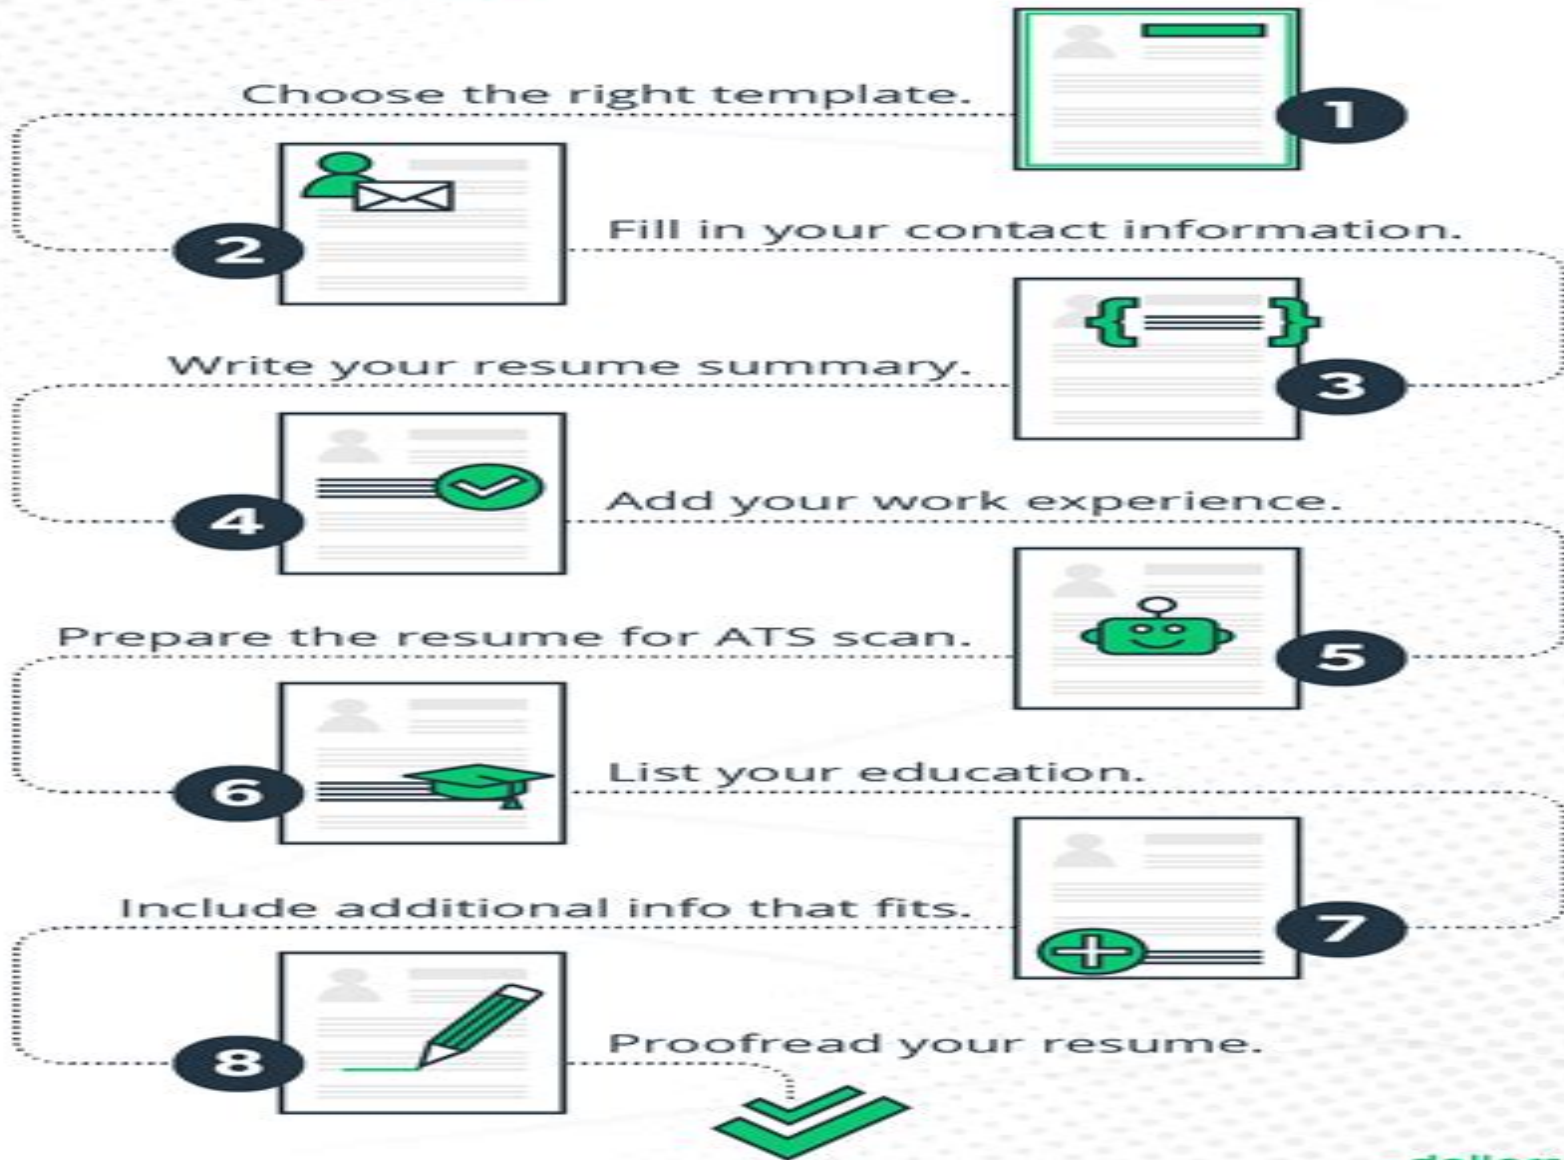 Choose the right template.
1
2
Fill in your contact information.
Write your resume summary.
3
4
Add your work experience.
Prepare the resume for ATS scan.
5
6
List your education.
Include additional info that fits.
7
8
Proofread your resume.